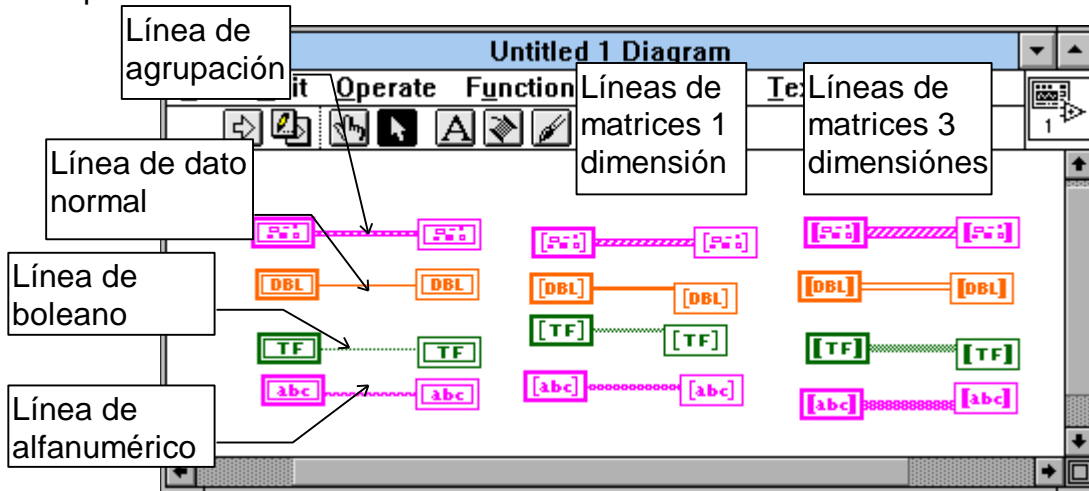 Línea de
agrupación
Untitled 1 Diagram
it Operate Function
Líneas de
matrices 1
dimensión
Líneas de
matrices 3
dimensiónes
A
1
Línea de dato
normal
DBL DBL
[DBL] [DBL]
[DBL] [DBL]
Línea de
boleano
TF TF
[TF] [TF]
[TF] [TF]
abc abc
[abc] [abc]
[abc] [abc]
Línea de
alfanumérico